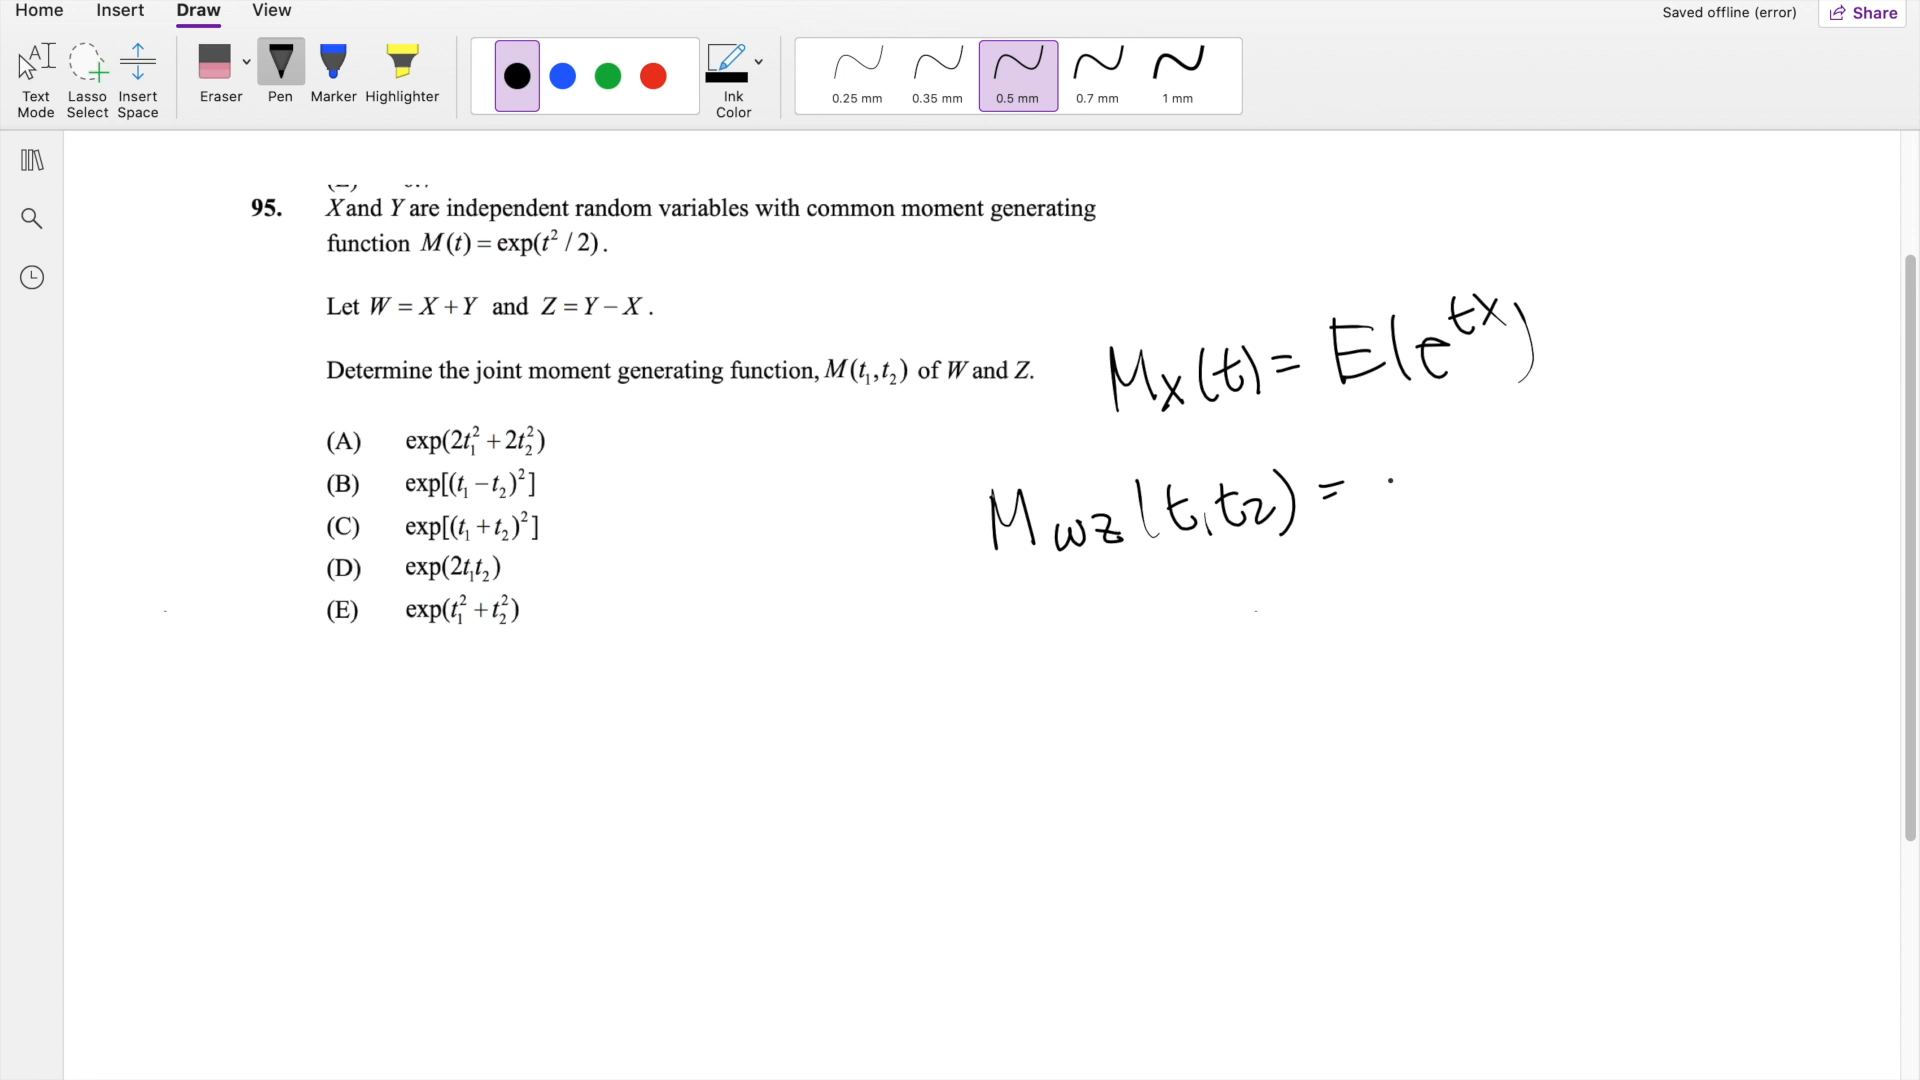 Home Insert Draw View
Saved offline (error) Share
Text Mode
Lasso Select
Insert Space
Eraser
Pen
Marker
Highlighter
Ink Color
0.25 mm
0.35 mm
0.5 mm
0.7 mm
1 mm
95. X and Y are independent random variables with common moment generating
function M(t) = exp(t² / 2).
Let W = X + Y and Z = Y − X.
Determine the joint moment generating function, M(t₁,t₂) of W and Z.
(A) exp(2t₁² + 2t₂²)
(B) exp[(t₁ − t₂)²]
(C) exp[(t₁ + t₂)²]
(D) exp(2t₁t₂)
(E) exp(t₁² + t₂²)
Mx(t) = E(e^tx)
Mwz(t₁t₂) =